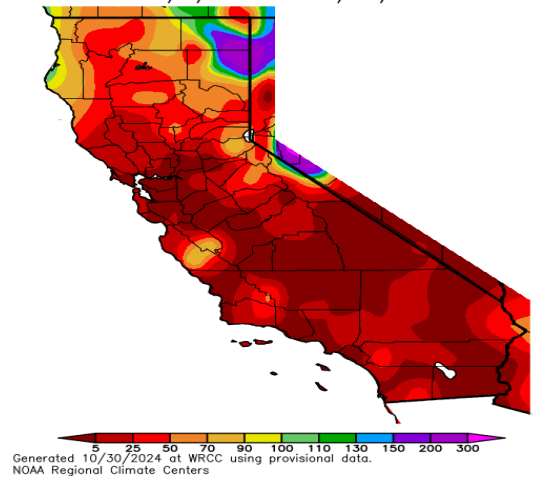 5 25 50 70 90 100 110 130 150 200 300
Generated 10/30/2024 at WRCC using provisional data.
NOAA Regional Climate Centers